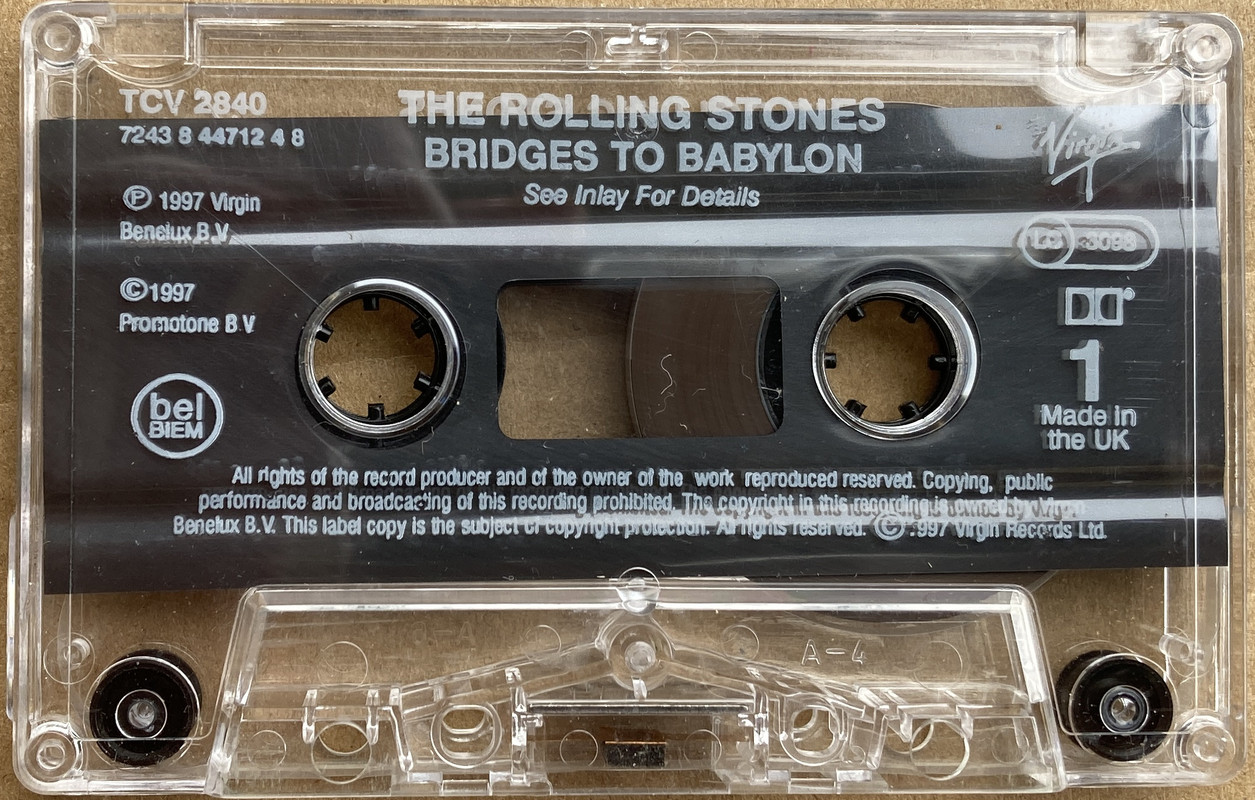 TCV 2840
7243 8 44712 4 8
THE ROLLING STONES
BRIDGES TO BABYLON
See Inlay For Details
Virgin
℗ 1997 Virgin
Benelux B.V.
©1997
Promotone B.V
bel
BIEM
LC 3098
1
Made in
the UK
All rights of the record producer and of the owner of the work reproduced reserved. Copying, public
performance and broadcasting of this recording prohibited. The copyright in this recording is owned by Virgin
Benelux B.V. This label copy is the subject of copyright protection. All rights reserved. © 1997 Virgin Records Ltd.
A-4